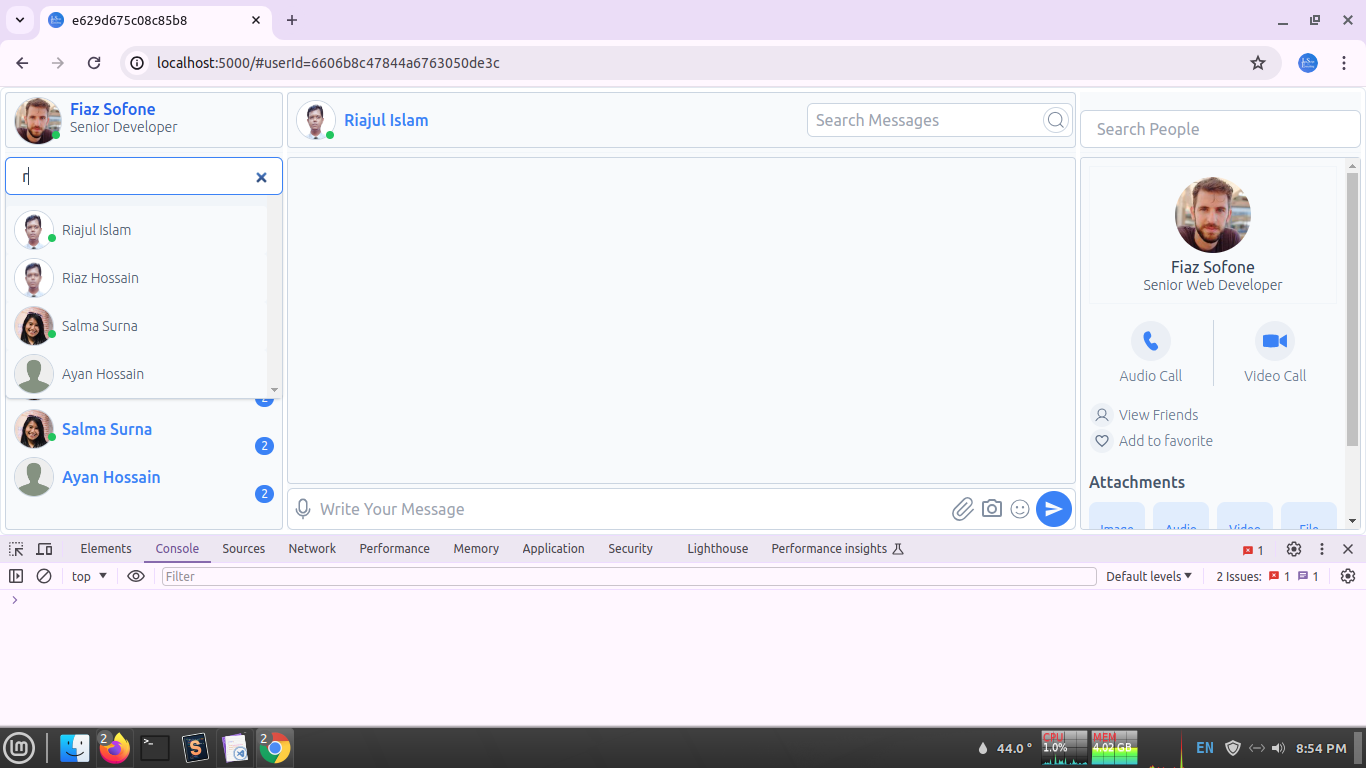 e629d675c08c85b8
localhost:5000/#userId=6606b8c47844a6763050de3c
Fiaz Sofone
Senior Developer
r
Riajul Islam
Riaz Hossain
Salma Surna
Ayan Hossain
2
Salma Surna
2
Ayan Hossain
2
Riajul Islam
Search Messages
Write Your Message
Search People
Fiaz Sofone
Senior Web Developer
Audio Call
Video Call
View Friends
Add to favorite
Attachments
Image Audio Video File
Elements Console Sources Network Performance Memory Application Security Lighthouse Performance insights 1
top Filter Default levels 2 Issues: 1 1
2 2 44.0 ° CPU 1.0% MEM 4.02 GB EN 8:54 PM